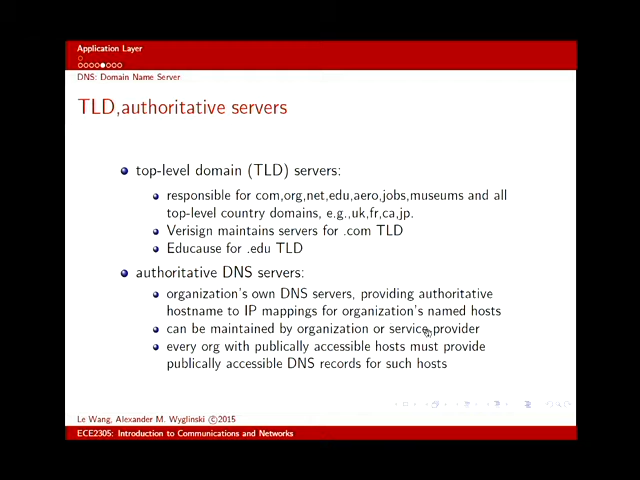 Application Layer
DNS: Domain Name Server
TLD,authoritative servers
top-level domain (TLD) servers:
responsible for com,org,net,edu,aero,jobs,museums and all
top-level country domains, e.g.,uk,fr,ca,jp.
Verisign maintains servers for .com TLD
Educause for .edu TLD
authoritative DNS servers:
organization's own DNS servers, providing authoritative
hostname to IP mappings for organization's named hosts
can be maintained by organization or service provider
every org with publically accessible hosts must provide
publically accessible DNS records for such hosts
Le Wang, Alexander M. Wyglinski ©2015
ECE2305: Introduction to Communications and Networks